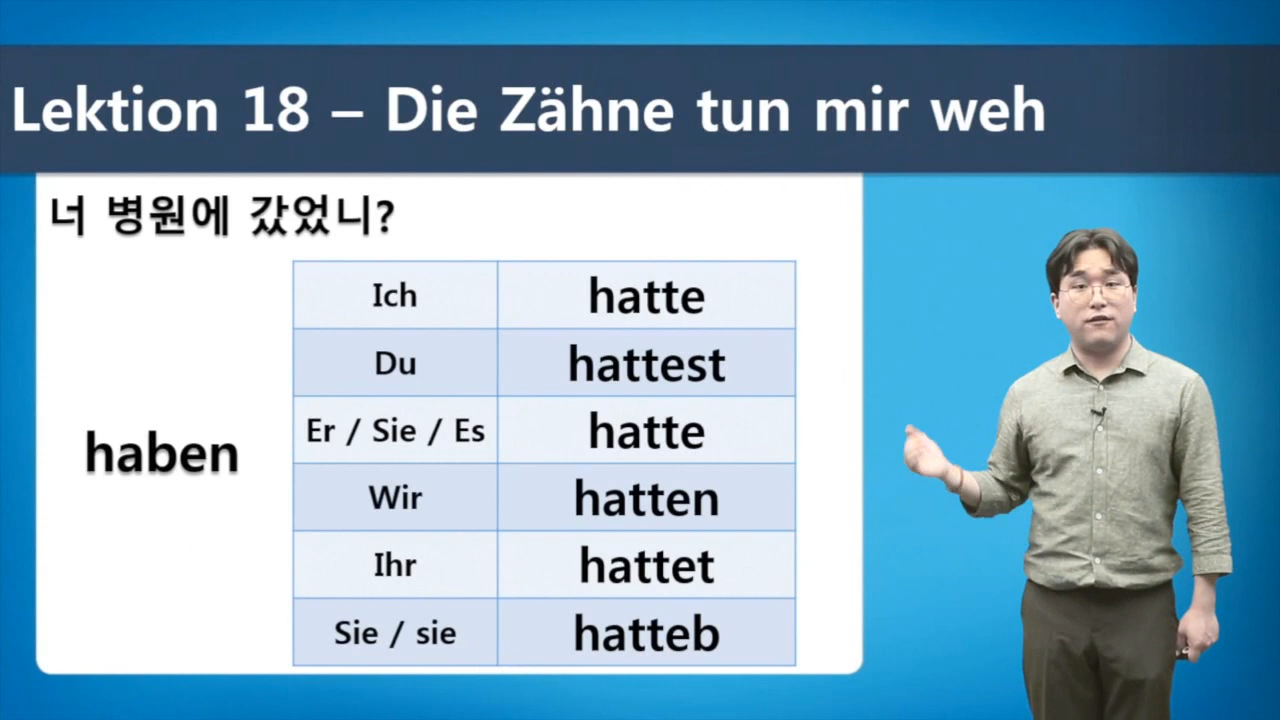 Lektion 18 – Die Zähne tun mir weh
너 병원에 갔었니?
haben
Ich hatte
Du hattest
Er / Sie / Es hatte
Wir hatten
Ihr hattet
Sie / sie hatteb